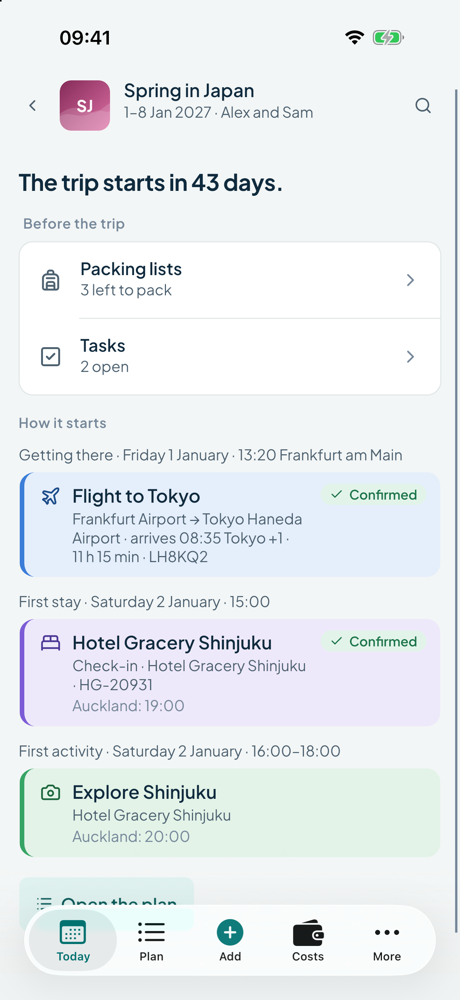 09:41
SJ
Spring in Japan
1–8 Jan 2027 · Alex and Sam
The trip starts in 43 days.
Before the trip
Packing lists
3 left to pack
Tasks
2 open
How it starts
Getting there · Friday 1 January · 13:20 Frankfurt am Main
Flight to Tokyo
Confirmed
Frankfurt Airport → Tokyo Haneda
Airport · arrives 08:35 Tokyo +1 ·
11 h 15 min · LH8KQ2
First stay · Saturday 2 January · 15:00
Hotel Gracery Shinjuku
Confirmed
Check-in · Hotel Gracery Shinjuku
· HG-20931
Auckland: 19:00
First activity · Saturday 2 January · 16:00–18:00
Explore Shinjuku
Hotel Gracery Shinjuku
Auckland: 20:00
Open the plan
Today
Plan
Add
Costs
More